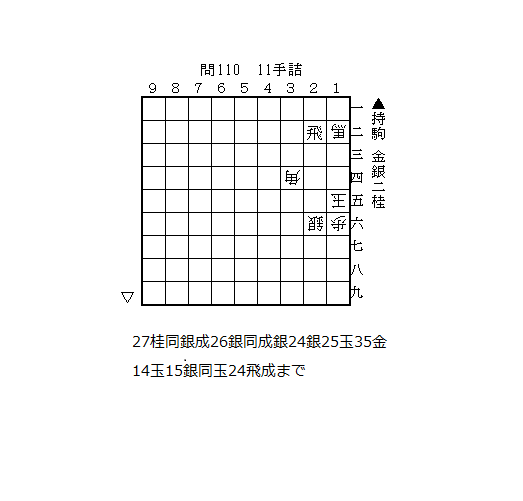 問110　11手詰
9 8 7 6 5 4 3 2 1
一
飛 馬 二
三
角 四
玉 五
銀 歩 六
七
八
九
▲持駒 金銀二桂
▽
27桂同銀成26銀同成銀24銀25玉35金
14玉15銀同玉24飛成まで